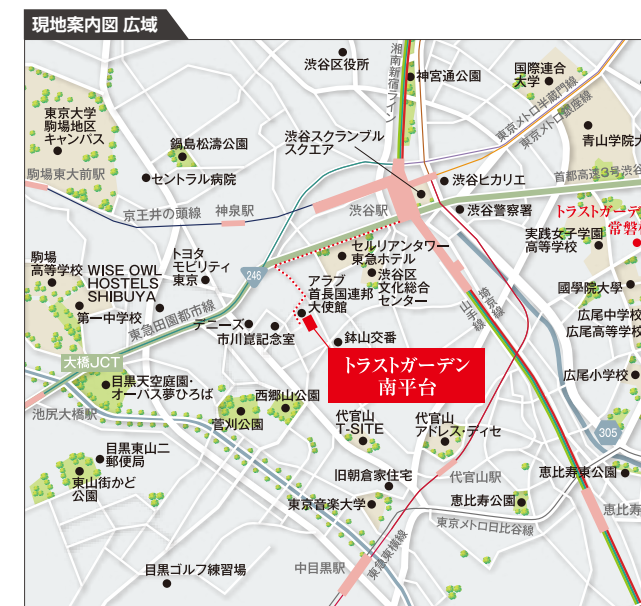 現地案内図 広域
渋谷区役所
湘南新宿ライン
神宮通公園
国際連合
大学
東京メトロ半蔵門線
東京メトロ銀座線
東京大学
駒場地区
キャンパス
鍋島松濤公園
渋谷スクランブル
スクエア
青山学院大
駒場東大前駅
セントラル病院
渋谷ヒカリエ
首都高速3号渋谷
京王井の頭線
神泉駅
渋谷駅
渋谷警察署
トラストガーデ
常磐松
実践女子学園
高等学校
駒場
高等学校
WISE OWL
HOSTELS
SHIBUYA
トヨタ
モビリティ
東京
246
セルリアンタワー
東急ホテル
渋谷区
文化総合
センター
アラブ
首長国連邦
大使館
國學院大學
第一中学校
東急田園都市線
デニーズ
市川崑記念室
鉢山交番
山手線
埼京線
広尾中学校
広尾高等学校
大橋JCT
トラストガーデン
南平台
広尾小学校
目黒天空庭園・
オーパス夢ひろば
西郷山公園
池尻大橋駅
菅刈公園
代官山
T-SITE
代官山
アドレス・ディセ
305
目黒東山二
郵便局
東山街かど
公園
旧朝倉家住宅
代官山駅
恵比寿東公園
東京音楽大学
恵比寿公園
恵比寿
東京メトロ日比谷線
目黒ゴルフ練習場
中目黒駅
東急東横線